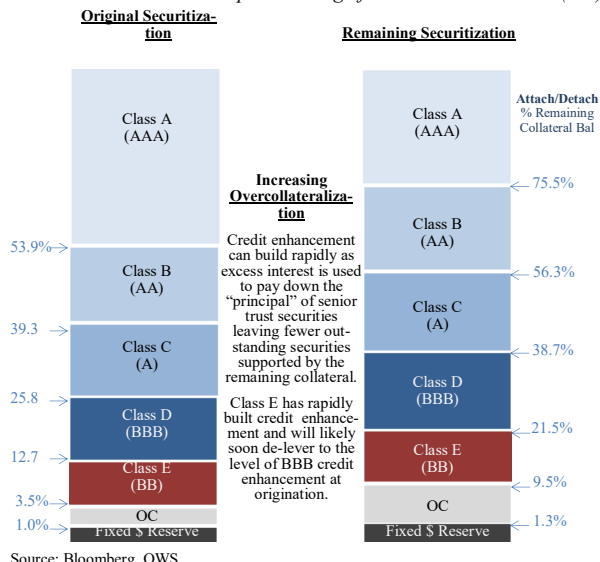 Original Securitiza-
tion
Class A
(AAA)
53.9%
Class B
(AA)
39.3
Class C
(A)
25.8
Class D
(BBB)
12.7
Class E
(BB)
3.5%
OC
1.0%
Fixed $ Reserve
Increasing
Overcollateraliza-
tion
Credit enhancement
can build rapidly as
excess interest is used
to pay down the
“principal” of senior
trust securities
leaving fewer out-
standing securities
supported by the
remaining collateral.
Class E has rapidly
built credit enhance-
ment and will likely
soon de-lever to the
level of BBB credit
enhancement at
origination.
Remaining Securitization
Attach/Detach
% Remaining
Collateral Bal
Class A
(AAA)
75.5%
Class B
(AA)
56.3%
Class C
(A)
38.7%
Class D
(BBB)
21.5%
Class E
(BB)
9.5%
OC
1.3%
Fixed $ Reserve
Source: Bloomberg, OWS